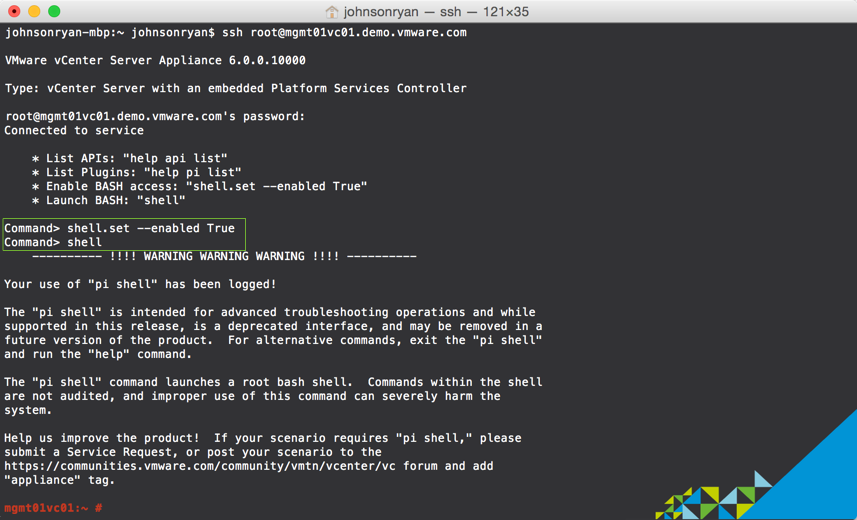 johnsonryan — ssh — 121×35
johnsonryan-mbp:~ johnsonryan$ ssh root@mgmt01vc01.demo.vmware.com
VMware vCenter Server Appliance 6.0.0.10000
Type: vCenter Server with an embedded Platform Services Controller
root@mgmt01vc01.demo.vmware.com's password:
Connected to service
* List APIs: "help api list"
* List Plugins: "help pi list"
* Enable BASH access: "shell.set --enabled True"
* Launch BASH: "shell"
Command> shell.set --enabled True
Command> shell
---------- !!!! WARNING WARNING WARNING !!!! ----------
Your use of "pi shell" has been logged!
The "pi shell" is intended for advanced troubleshooting operations and while
supported in this release, is a deprecated interface, and may be removed in a
future version of the product.  For alternative commands, exit the "pi shell"
and run the "help" command.
The "pi shell" command launches a root bash shell.  Commands within the shell
are not audited, and improper use of this command can severely harm the
system.
Help us improve the product!  If your scenario requires "pi shell," please
submit a Service Request, or post your scenario to the
https://communities.vmware.com/community/vmtn/vcenter/vc forum and add
"appliance" tag.
mgmt01vc01:~ #